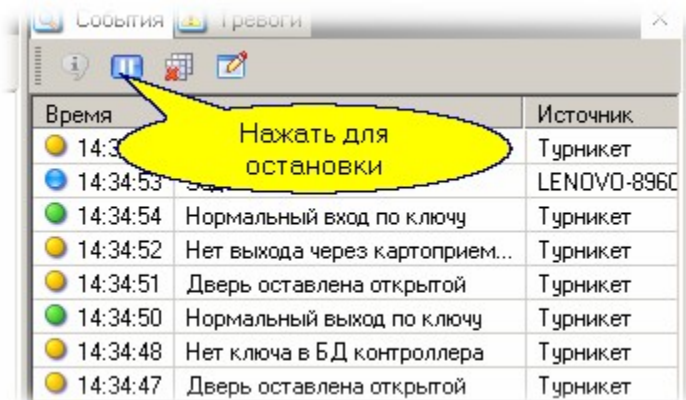 События Тревоги
Время Источник
Нажать для
остановки
Турникет
14:34:53 LENOVO-8960
14:34:54 Нормальный вход по ключу Турникет
14:34:52 Нет выхода через картоприем... Турникет
14:34:51 Дверь оставлена открытой Турникет
14:34:50 Нормальный выход по ключу Турникет
14:34:48 Нет ключа в БД контроллера Турникет
14:34:47 Дверь оставлена открытой Турникет